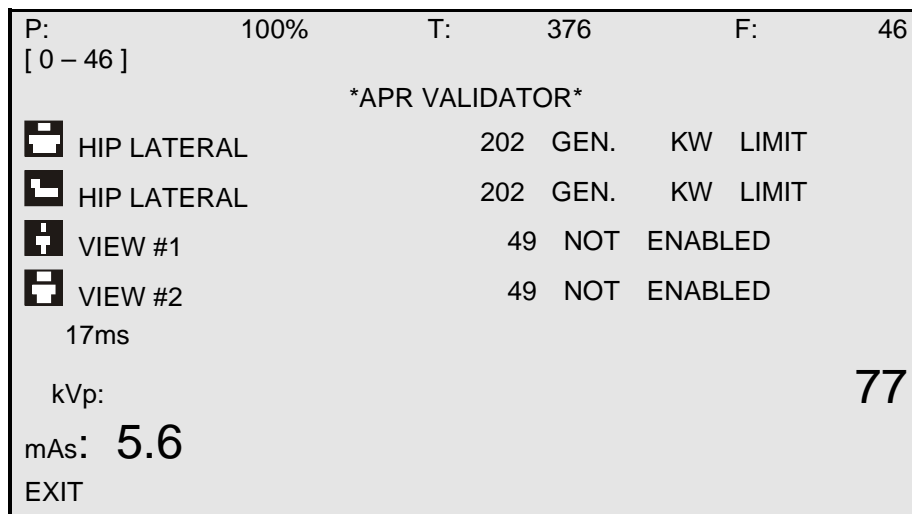 P: 100% T: 376 F: 46
[ 0 – 46 ]
*APR VALIDATOR*
HIP LATERAL 202 GEN. KW LIMIT
HIP LATERAL 202 GEN. KW LIMIT
VIEW #1 49 NOT ENABLED
VIEW #2 49 NOT ENABLED
17ms
kVp: 77
mAs: 5.6
EXIT